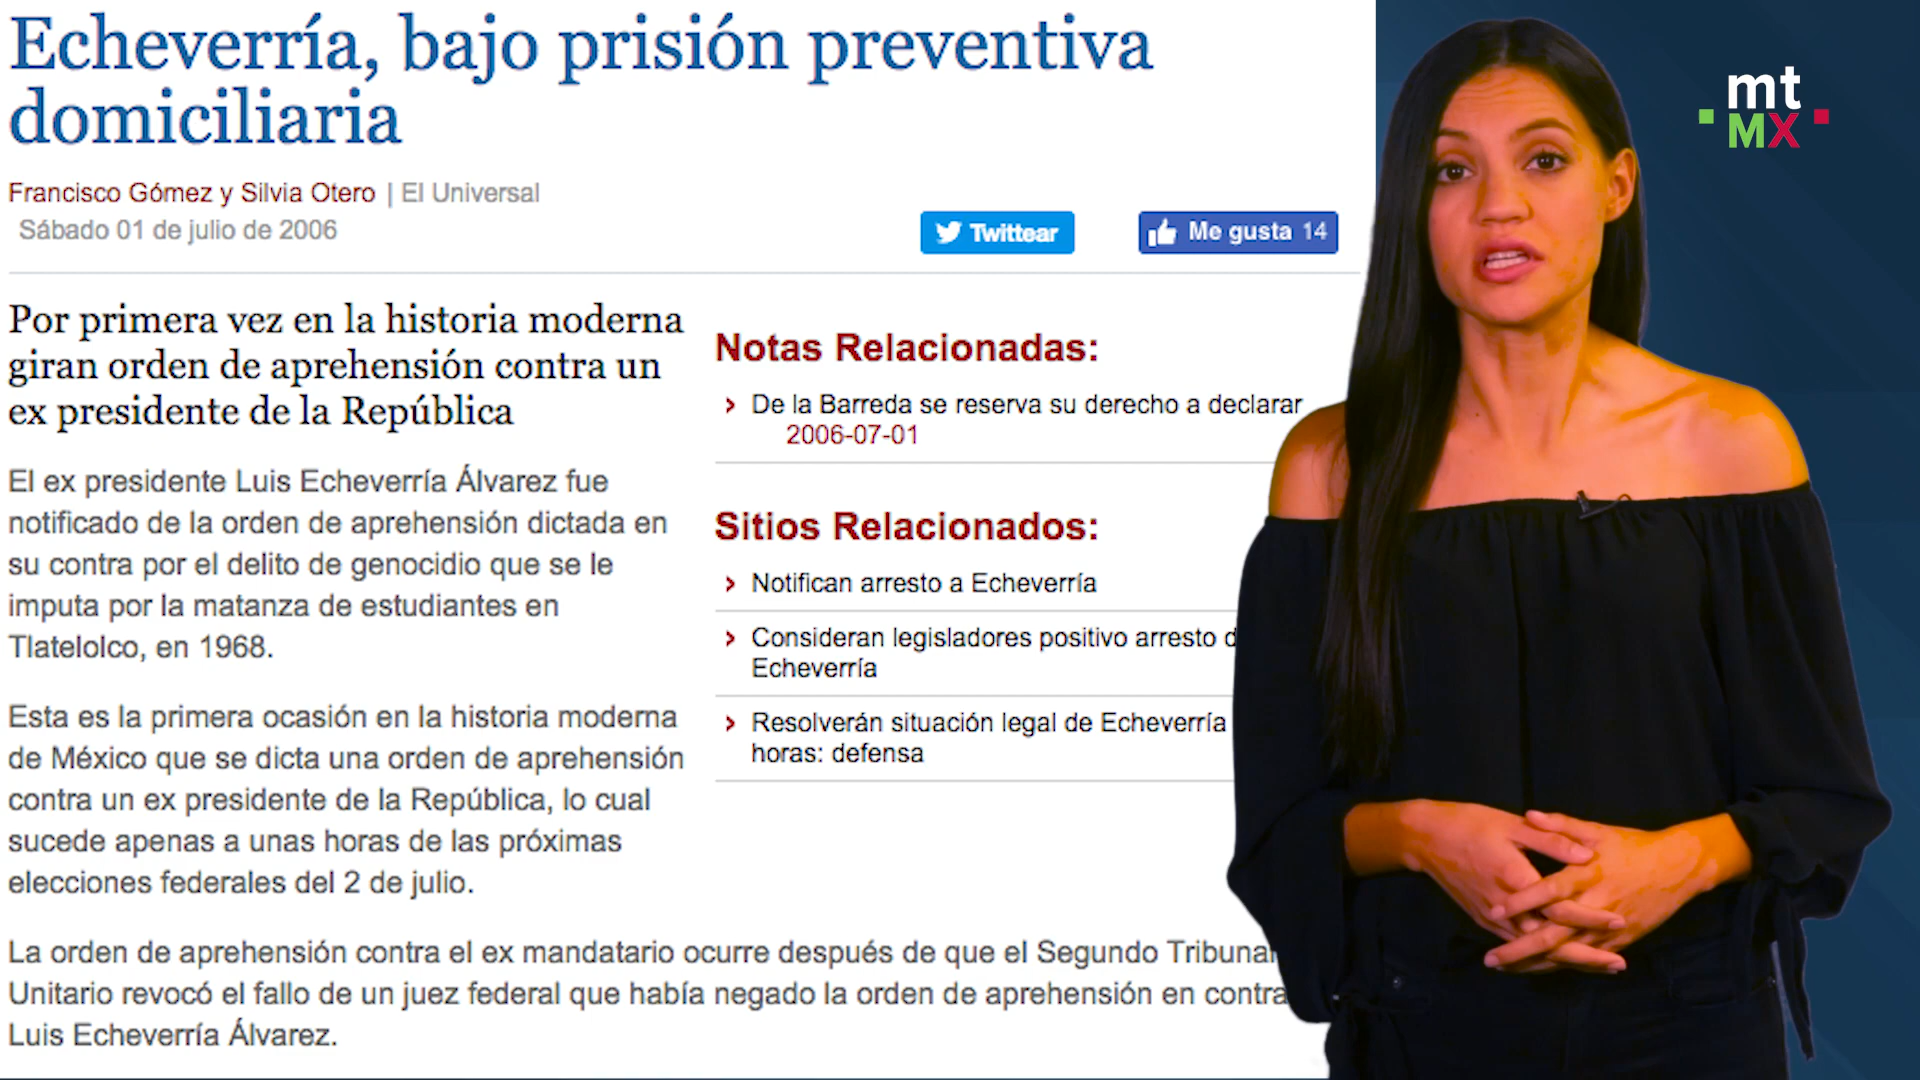 Echeverría, bajo prisión preventiva
domiciliaria
Francisco Gómez y Silvia Otero | El Universal
Sábado 01 de julio de 2006
Twittear
Me gusta 14
Por primera vez en la historia moderna
giran orden de aprehensión contra un
ex presidente de la República
El ex presidente Luis Echeverría Álvarez fue
notificado de la orden de aprehensión dictada en
su contra por el delito de genocidio que se le
imputa por la matanza de estudiantes en
Tlatelolco, en 1968.
Esta es la primera ocasión en la historia moderna
de México que se dicta una orden de aprehensión
contra un ex presidente de la República, lo cual
sucede apenas a unas horas de las próximas
elecciones federales del 2 de julio.
La orden de aprehensión contra el ex mandatario ocurre después de que el Segundo Tribunal
Unitario revocó el fallo de un juez federal que había negado la orden de aprehensión en contra
Luis Echeverría Álvarez.
Notas Relacionadas:
De la Barreda se reserva su derecho a declarar
2006-07-01
Sitios Relacionados:
Notifican arresto a Echeverría
Consideran legisladores positivo arresto
Echeverría
Resolverán situación legal de Echeverría
horas: defensa
mt
MX